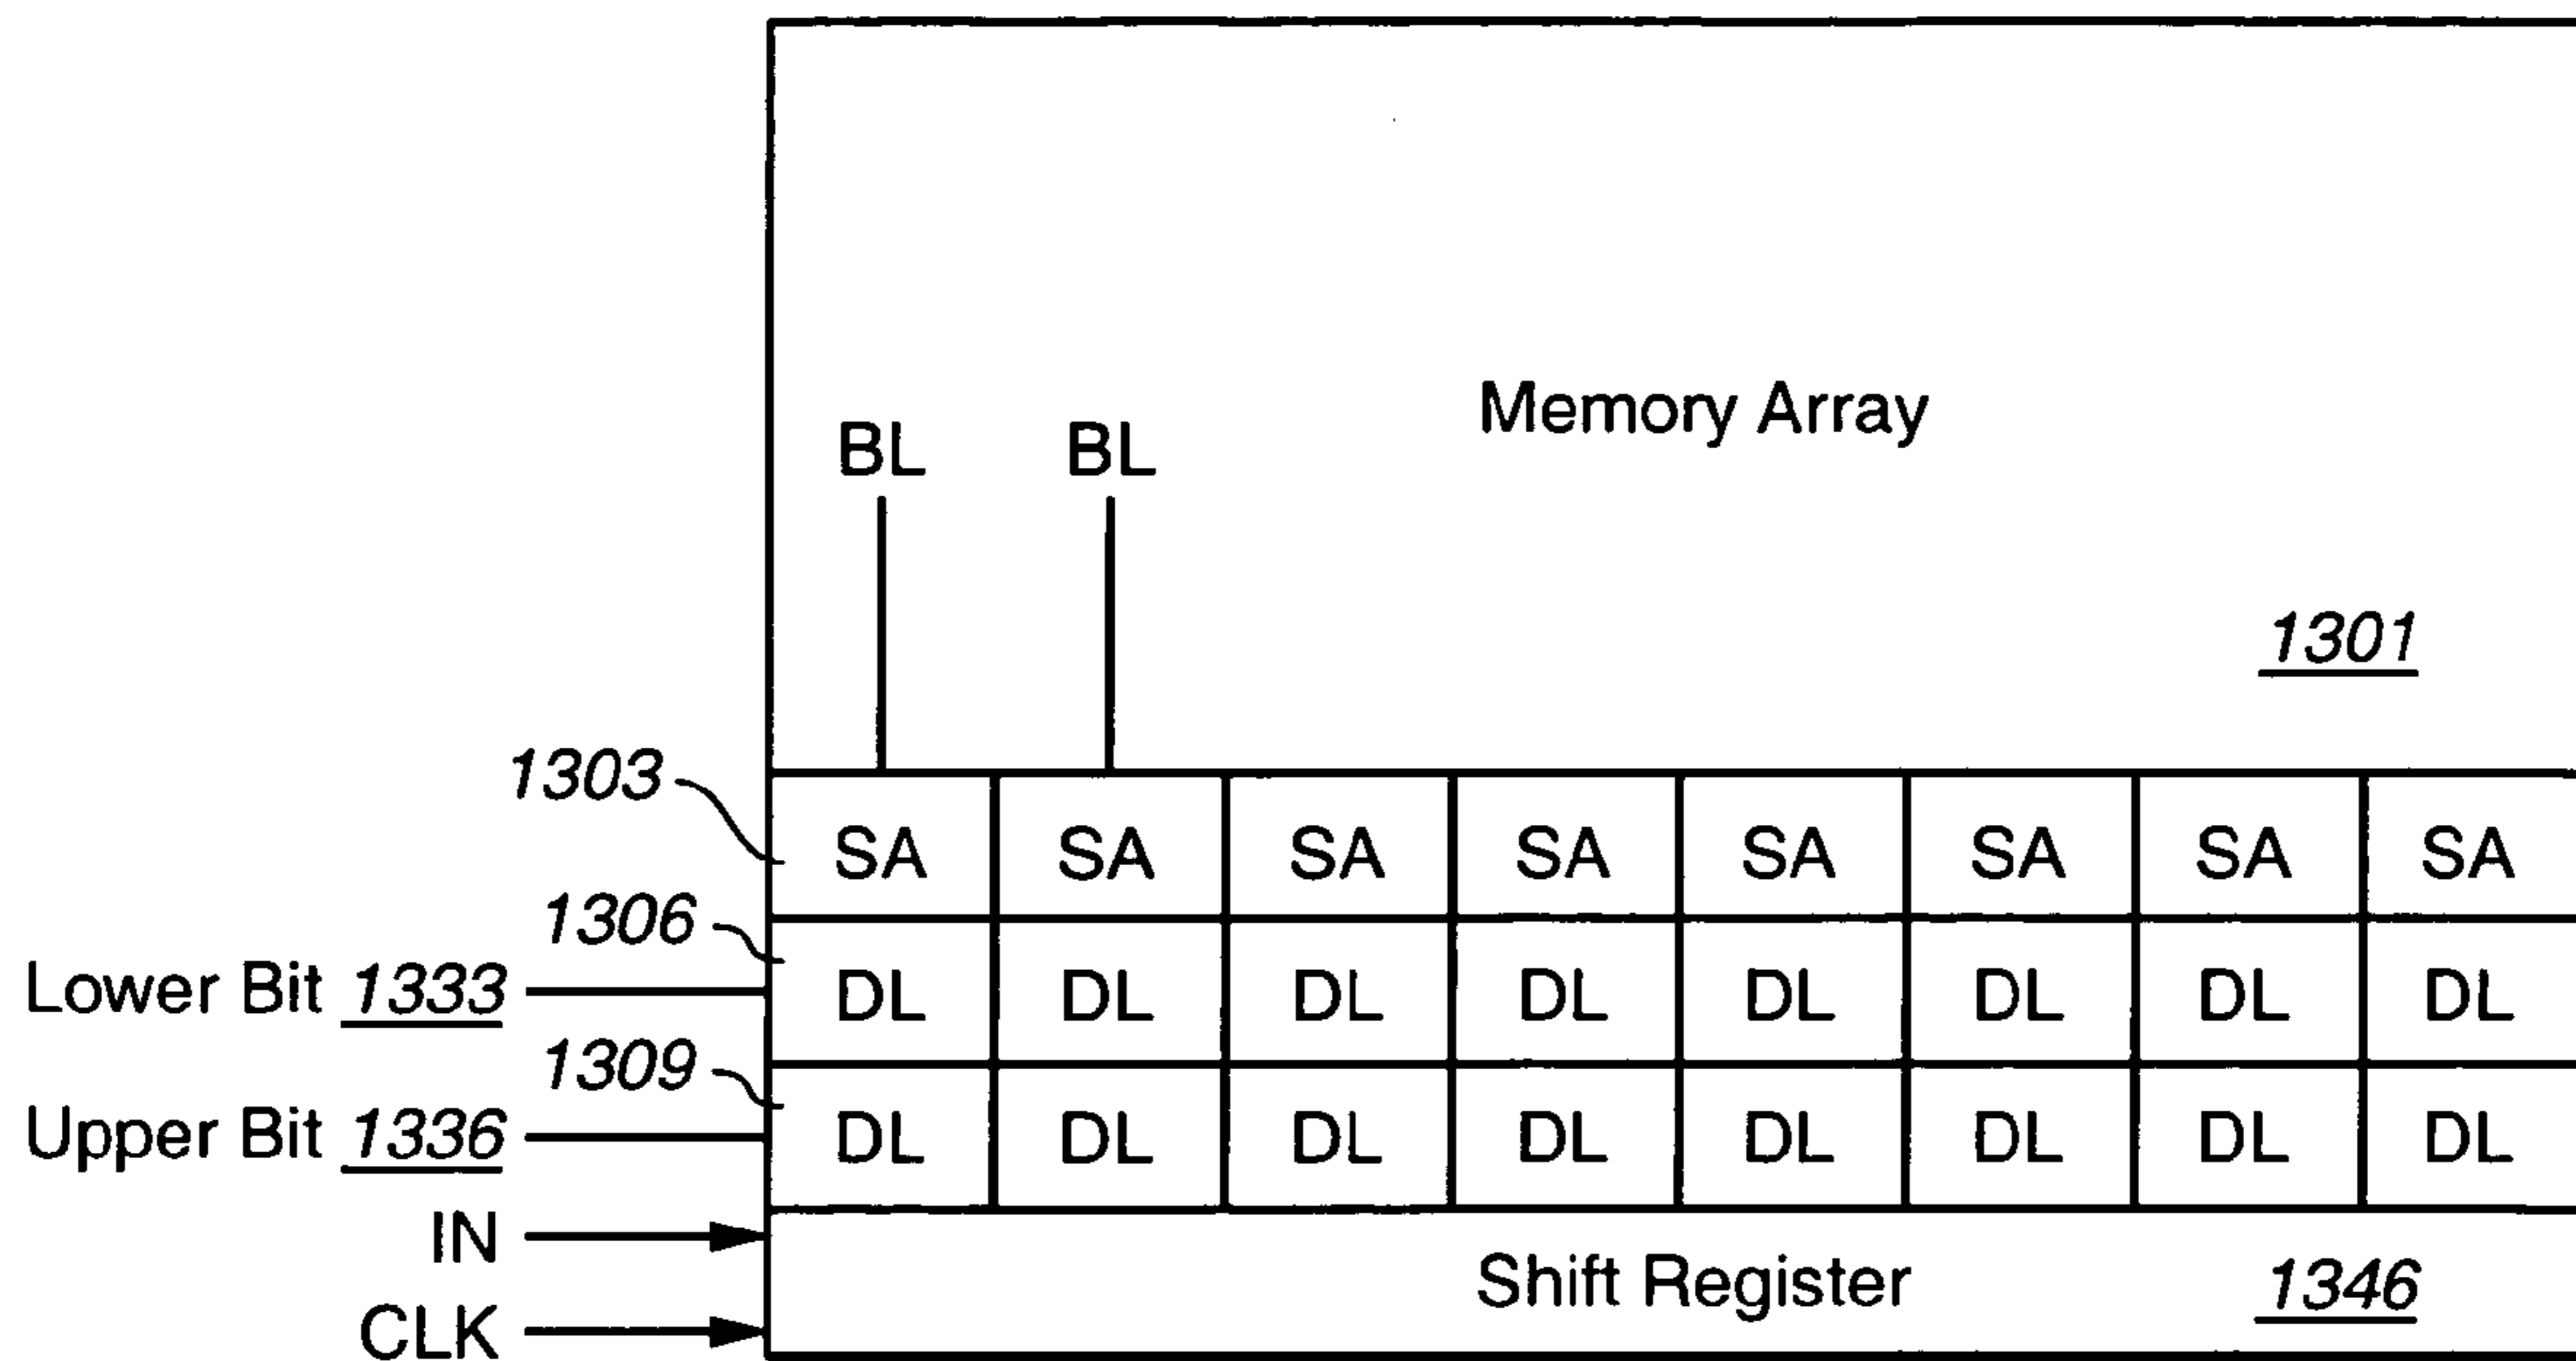 Memory Array
BL BL
1301
1303
SA SA SA SA SA SA SA SA
1306
Lower Bit 1333
DL DL DL DL DL DL DL DL
1309
Upper Bit 1336
DL DL DL DL DL DL DL DL
IN
Shift Register 1346
CLK